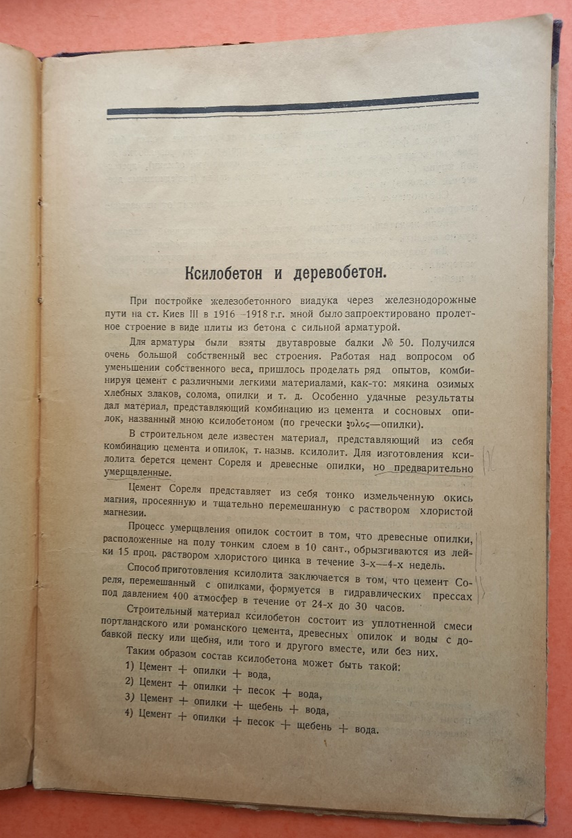 Ксилобетон и деревобетон.
При постройке железобетонного виадука через железнодорожные
пути на ст. Киев III в 1916—1918 г.г. мной было запроектировано пролет-
ное строение в виде плиты из бетона с сильной арматурой.
Для арматуры были взяты двутавровые балки № 50. Получился
очень большой собственный вес строения. Работая над вопросом об
уменьшении собственного веса, пришлось проделать ряд опытов, комби-
нируя цемент с различными легкими материалами, как-то: мякина озимых
хлебных злаков, солома, опилки и т. д. Особенно удачные результаты
дал материал, представляющий комбинацию из цемента и сосновых опи-
лок, названный мною ксилобетоном (по гречески —опилки).
В строительном деле известен материал, представляющий из себя
комбинацию цемента и опилок, т. назыв. ксилолит. Для изготовления кси-
лолита берется цемент Сореля и древесные опилки, но предварительно
умерщвленные.
Цемент Сореля представляет из себя тонко измельченную окись
магния, просеянную и тщательно перемешанную с раствором хлористой
магнезии.
Процесс умерщвления опилок состоит в том, что древесные опилки,
расположенные на полу тонким слоем в 10 сант., обрызгиваются из лей-
ки 15 проц. раствором хлористого цинка в течение 3-х—4-х недель.
Способ приготовления ксилолита заключается в том, что цемент Со-
реля, перемешанный с опилками, формуется в гидравлических прессах
под давлением 400 атмосфер в течение от 24-х до 30 часов.
Строительный материал ксилобетон состоит из уплотненной смеси
портландского или романского цемента, древесных опилок и воды с до-
бавкой песку или щебня, или того и другого вместе, или без них.
Таким образом состав ксилобетона может быть такой:
1) Цемент + опилки + вода,
2) Цемент + опилки + песок + вода,
3) Цемент + опилки + щебень + вода,
4) Цемент + опилки + песок + щебень + вода.